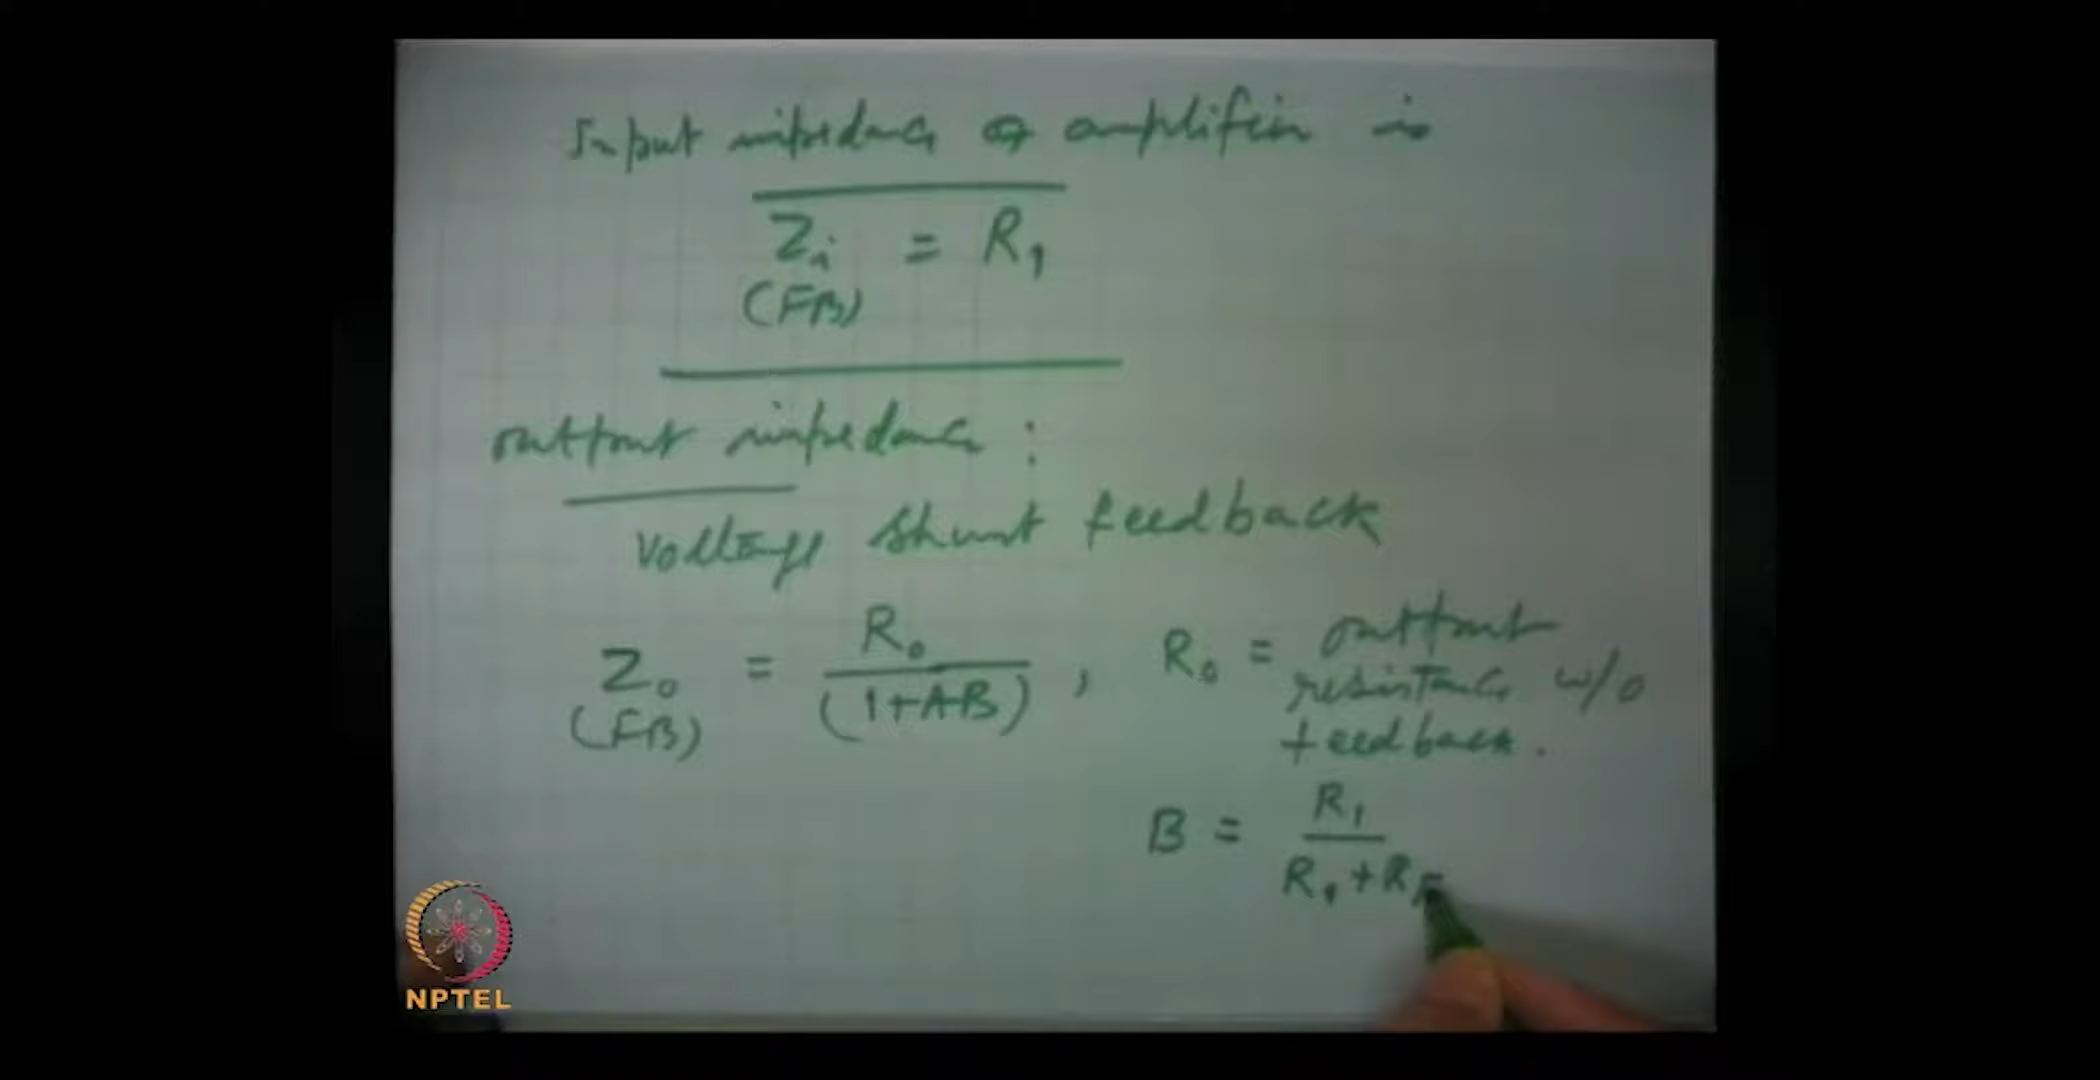 Input impedance of amplifier is
Zi = R1
(FB)
output impedance :
voltage shunt feedback
Zo = Ro / (1+AB) , Ro = output
(FB)
resistance w/o
feedback.
B = R1 / R1+RF
NPTEL